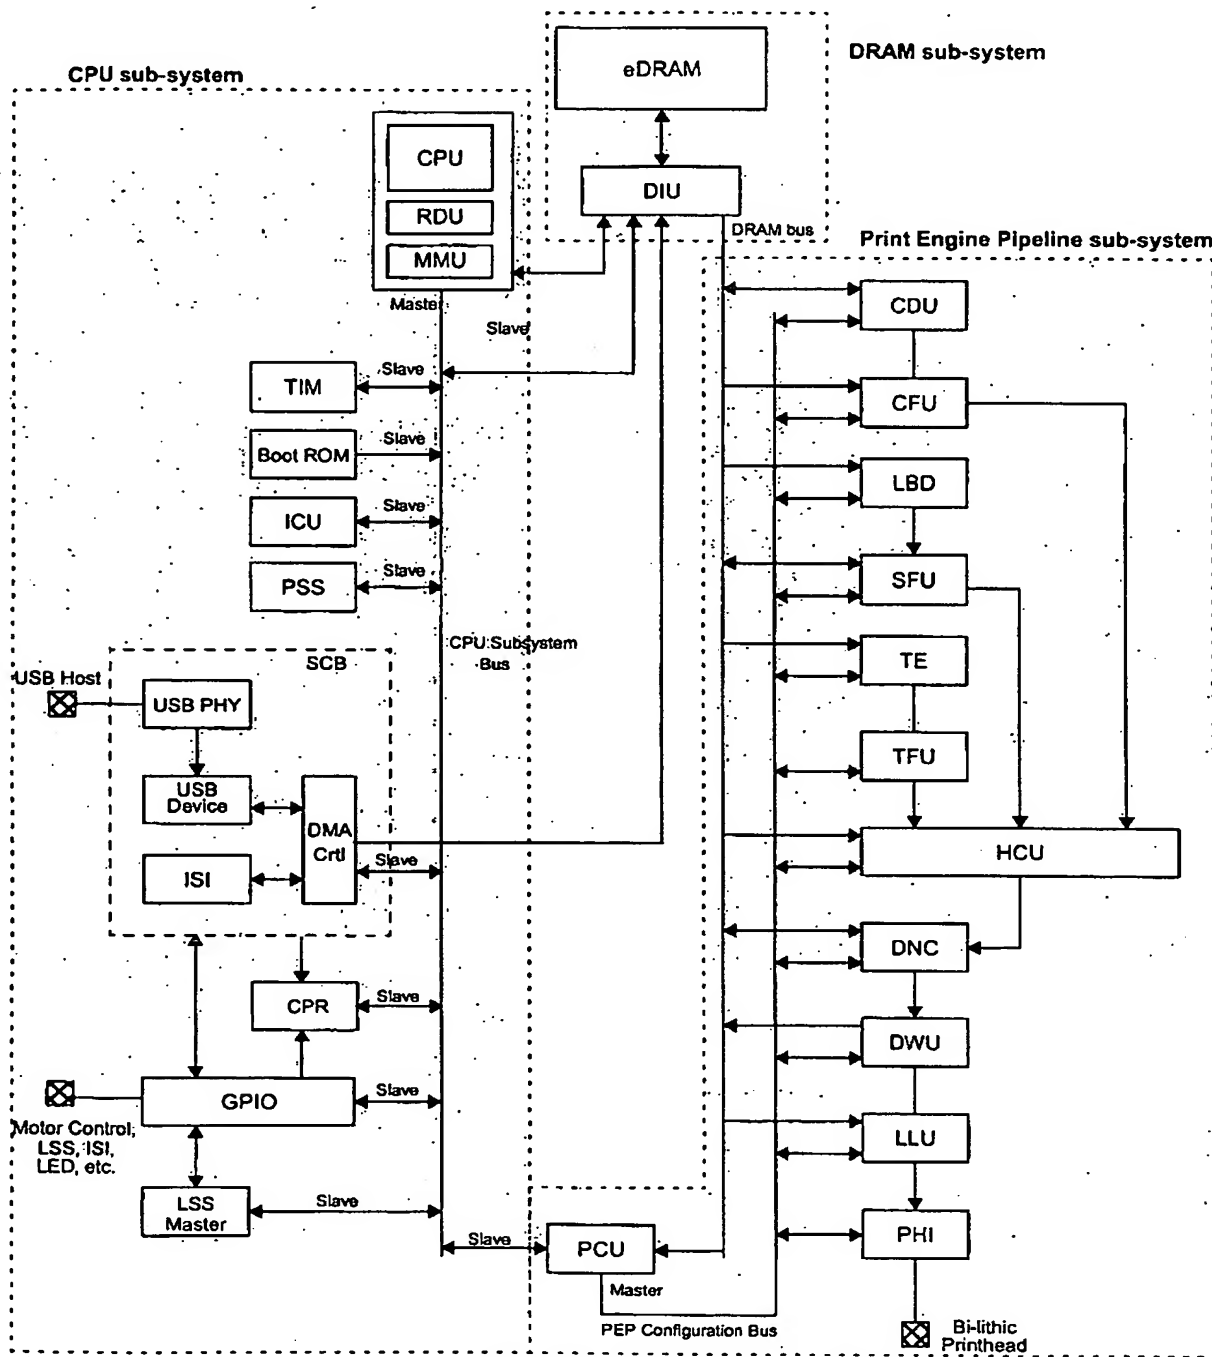 CPU sub-system
DRAM sub-system
eDRAM
CPU
RDU
MMU
DIU
DRAM bus
Print Engine Pipeline sub-system
Master
Slave
CDU
TIM
Slave
CFU
Boot ROM
Slave
LBD
ICU
Slave
PSS
Slave
SFU
CPU Subsystem
Bus
SCB
TE
USB Host
USB PHY
TFU
USB
Device
DMA
Crtl
Slave
HCU
ISI
DNC
CPR
Slave
DWU
GPIO
Slave
Motor Control,
LSS, ISI,
LED, etc.
LLU
LSS
Master
Slave
Slave
PCU
PHI
Master
PEP Configuration Bus
Bi-lithic
Printhead